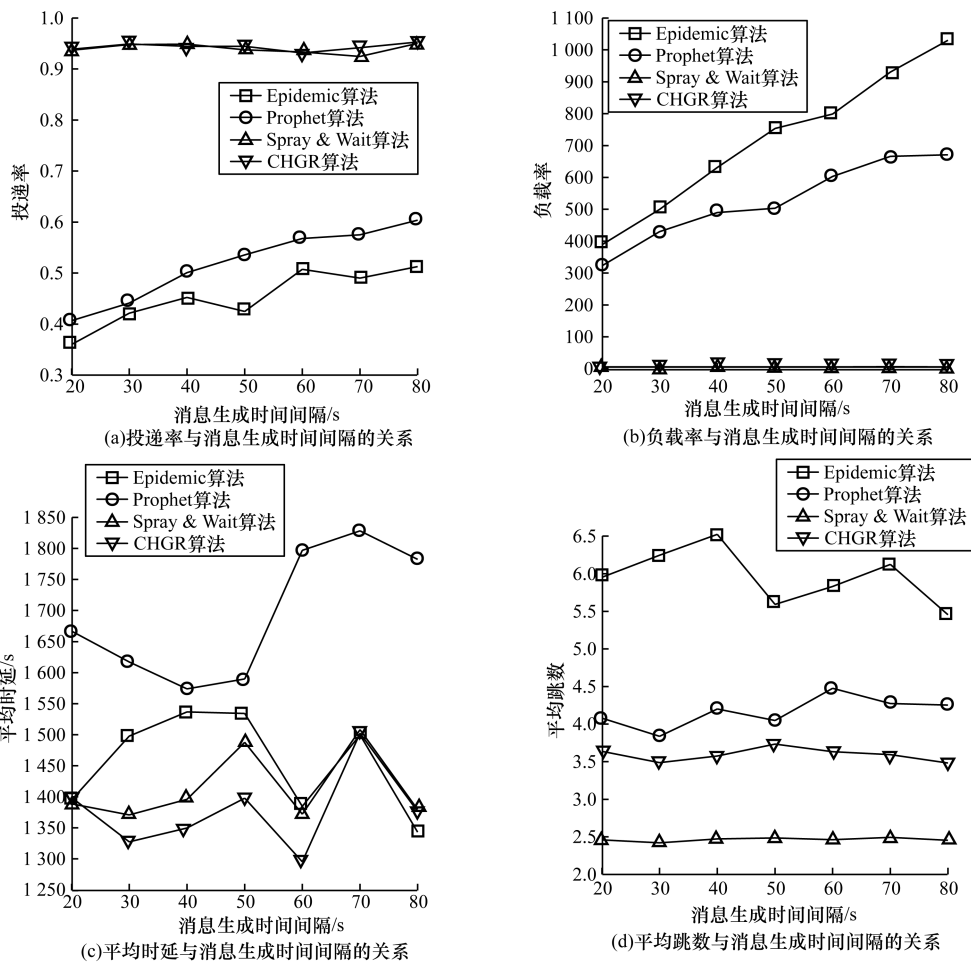 1.0
0.9
0.8
0.7
0.6
0.5
0.4
0.3
投递率
Epidemic算法
Prophet算法
Spray & Wait算法
CHGR算法
20 30 40 50 60 70 80
消息生成时间间隔/s
(a)投递率与消息生成时间间隔的关系
1 100
1 000
900
800
700
600
500
400
300
200
100
0
负载率
Epidemic算法
Prophet算法
Spray & Wait算法
CHGR算法
20 30 40 50 60 70 80
消息生成时间间隔/s
(b)负载率与消息生成时间间隔的关系
Epidemic算法
Prophet算法
Spray & Wait算法
CHGR算法
1 850
1 800
1 750
1 700
1 650
1 600
1 550
1 500
1 450
1 400
1 350
1 300
1 250
平均时延/s
20 30 40 50 60 70 80
消息生成时间间隔/s
(c)平均时延与消息生成时间间隔的关系
Epidemic算法
Prophet算法
Spray & Wait算法
CHGR算法
6.5
6.0
5.5
5.0
4.5
4.0
3.5
3.0
2.5
2.0
平均跳数
20 30 40 50 60 70 80
消息生成时间间隔/s
(d)平均跳数与消息生成时间间隔的关系